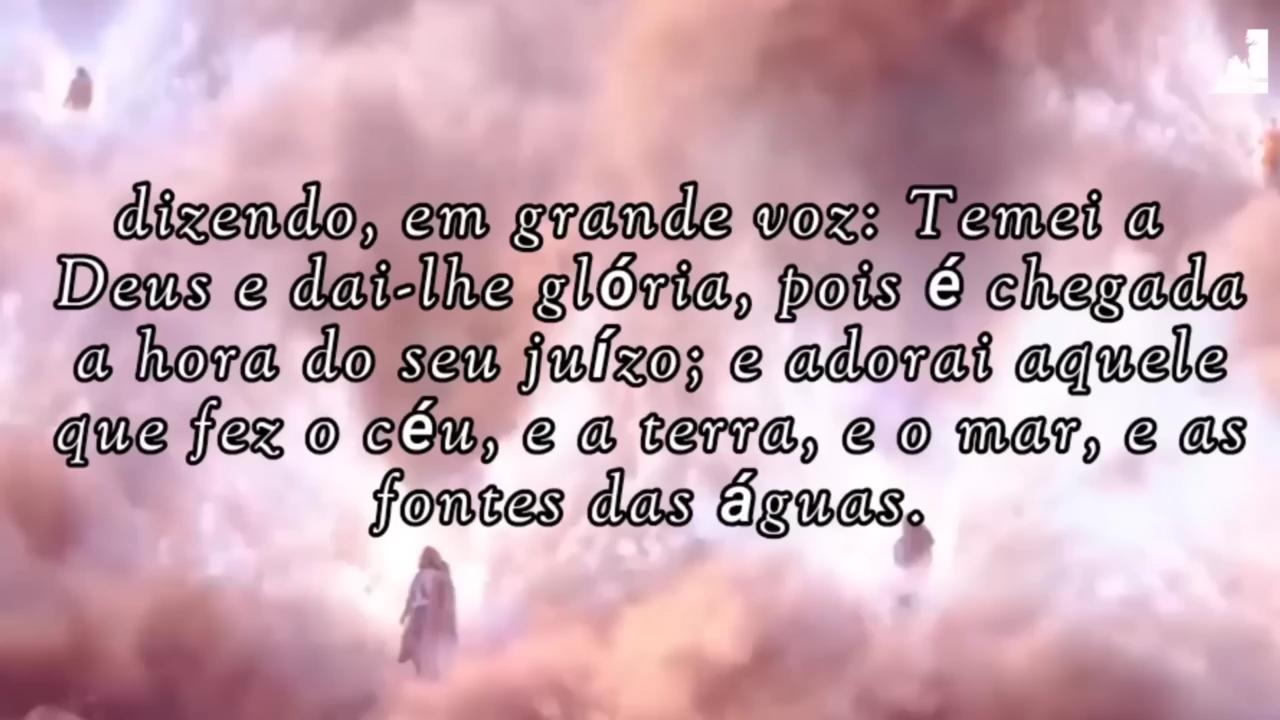 dizendo, em grande voz: Temei a
Deus e dai-lhe glória, pois é chegada
a hora do seu juízo; e adorai aquele
que fez o céu, e a terra, e o mar, e as
fontes das águas.